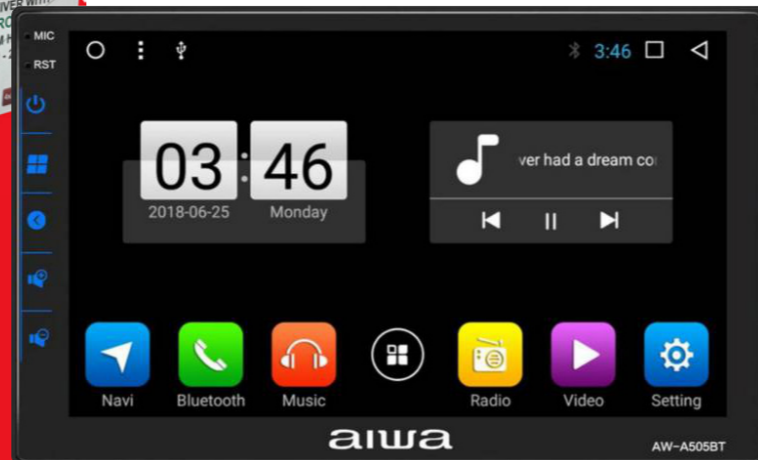 MIC
RST
3:46
03:46
2018-06-25 Monday
ver had a dream co
Navi
Bluetooth
Music
Radio
Video
Setting
aiwa
AW-A505BT